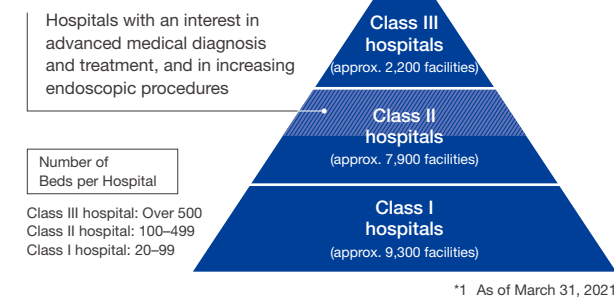 Hospitals with an interest in
advanced medical diagnosis
and treatment, and in increasing
endoscopic procedures
Class III
hospitals
(approx. 2,200 facilities)
Class II
hospitals
(approx. 7,900 facilities)
Number of
Beds per Hospital
Class III hospital: Over 500
Class II hospital: 100–499
Class I hospital: 20–99
Class I
hospitals
(approx. 9,300 facilities)
*1 As of March 31, 2021